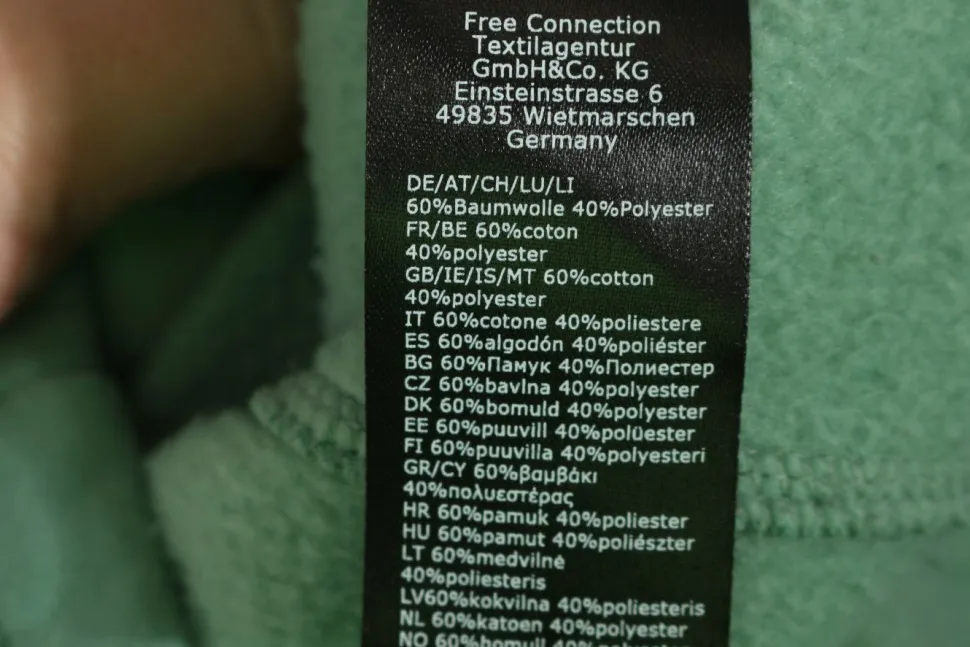 Free Connection
Textilagentur
GmbH&Co. KG
Einsteinstrasse 6
49835 Wietmarschen
Germany
DE/AT/CH/LU/LI
60%Baumwolle 40%Polyester
FR/BE 60%coton
40%polyester
GB/IE/IS/MT 60%cotton
40%polyester
IT 60%cotone 40%poliestere
ES 60%algodón 40%poliéster
BG 60%Памук 40%Полиестер
CZ 60%bavlna 40%polyester
DK 60%bomuld 40%polyester
EE 60%puuvill 40%polüester
FI 60%puuvilla 40%polyesteri
GR/CY 60%βαμβάκι
40%πολυεστέρας
HR 60%pamuk 40%poliester
HU 60%pamut 40%poliészter
LT 60%medvilnė
40%poliesteris
LV60%kokvilna 40%poliesteris
NL 60%katoen 40%polyester
NO 60%bomull 40%polyester